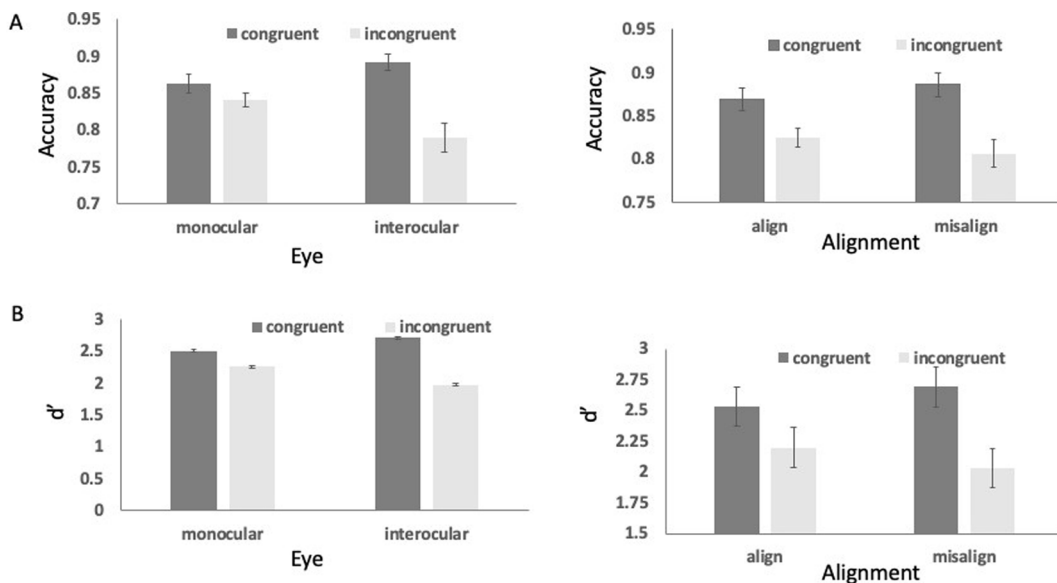 A
Accuracy
0.95
0.9
0.85
0.8
0.75
0.7
congruent incongruent
monocular interocular
Eye
Accuracy
0.95
0.9
0.85
0.8
0.75
congruent incongruent
align misalign
Alignment
B
d’
3
2.5
2
1.5
1
0.5
0
congruent incongruent
monocular interocular
Eye
d’
3
2.75
2.5
2.25
2
1.75
1.5
congruent incongruent
align misalign
Alignment